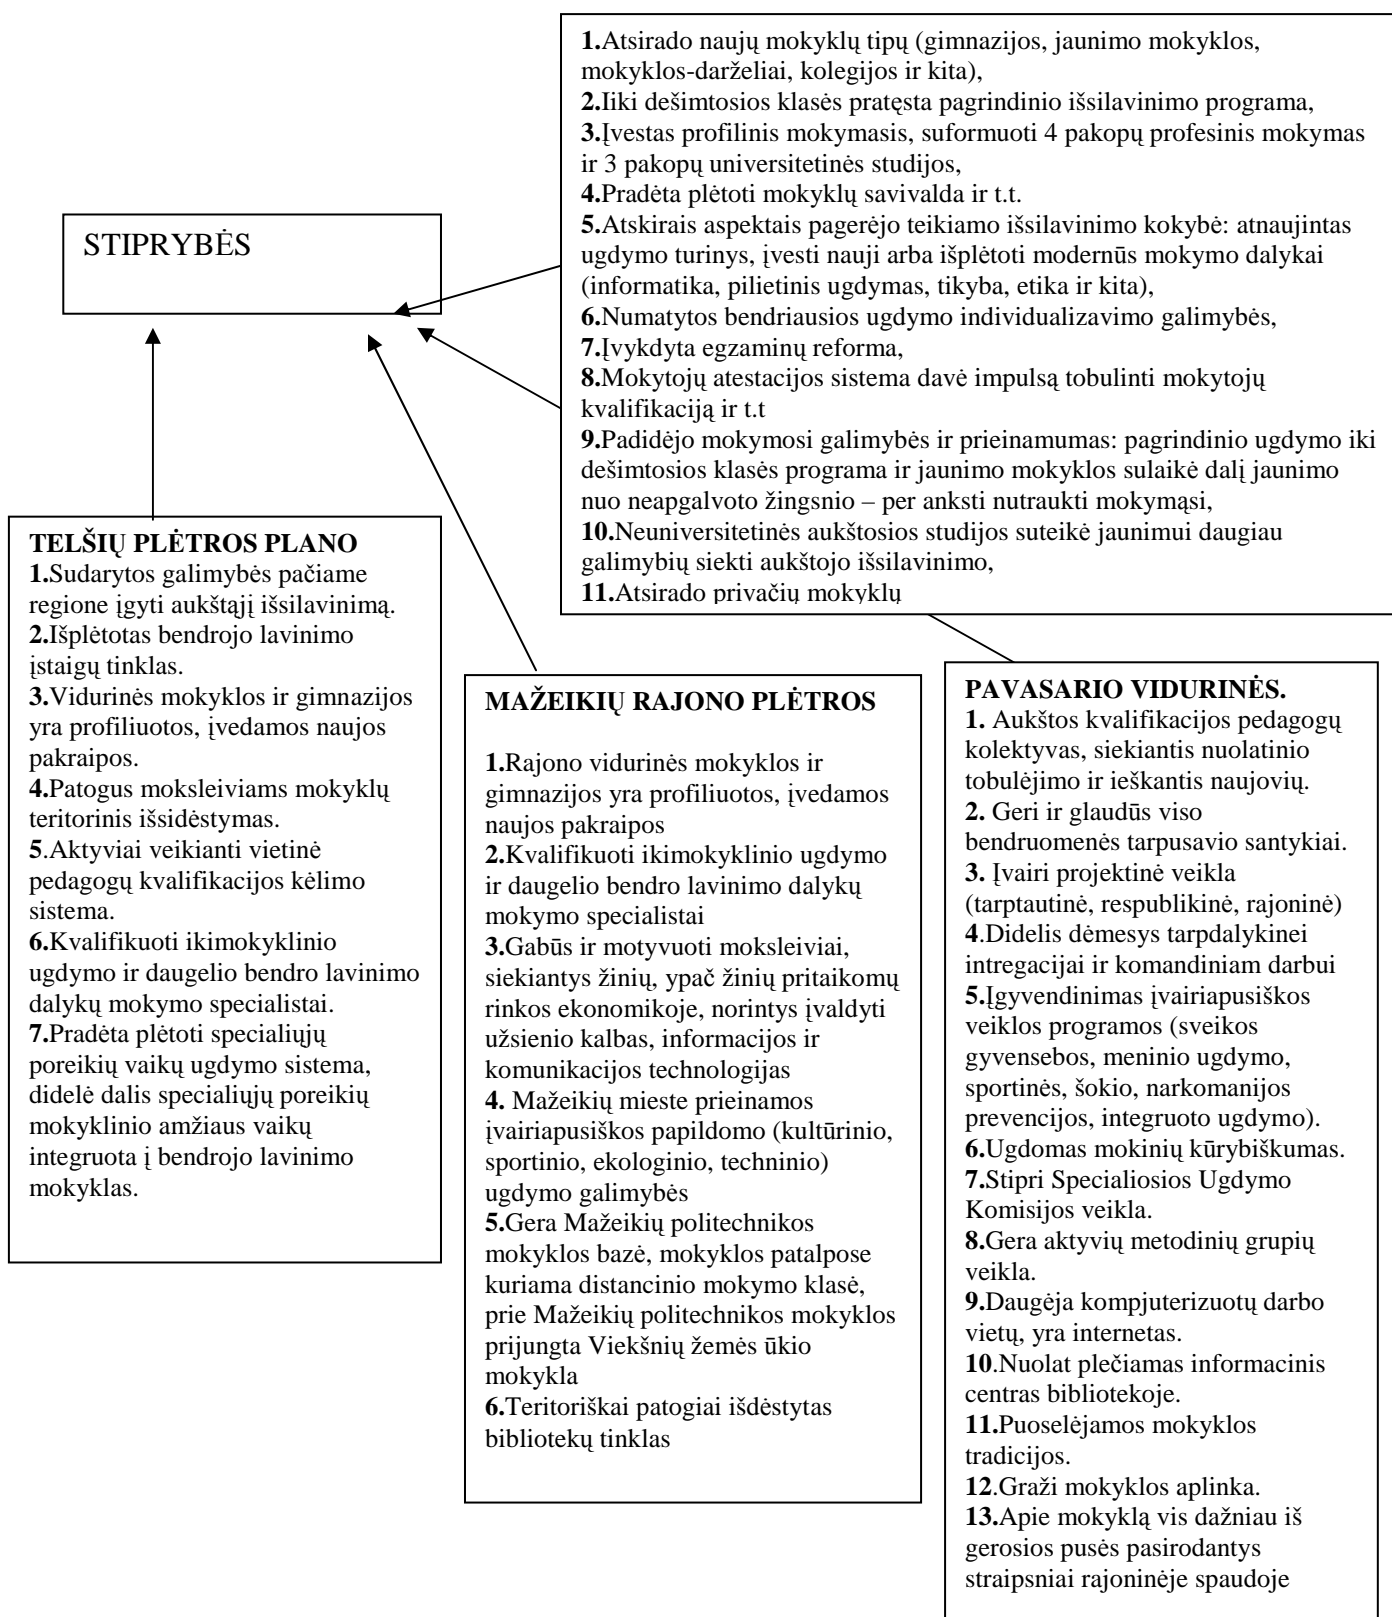 1.Atsirado naujų mokyklų tipų (gimnazijos, jaunimo mokyklos,
mokyklos-darželiai, kolegijos ir kita),
2.Iiki dešimtosios klasės pratęsta pagrindinio išsilavinimo programa,
3.Įvestas profilinis mokymasis, suformuoti 4 pakopų profesinis mokymas
ir 3 pakopų universitetinės studijos,
4.Pradėta plėtoti mokyklų savivalda ir t.t.
5.Atskirais aspektais pagerėjo teikiamo išsilavinimo kokybė: atnaujintas
ugdymo turinys, įvesti nauji arba išplėtoti modernūs mokymo dalykai
(informatika, pilietinis ugdymas, tikyba, etika ir kita),
6.Numatytos bendriausios ugdymo individualizavimo galimybės,
7.Įvykdyta egzaminų reforma,
8.Mokytojų atestacijos sistema davė impulsą tobulinti mokytojų
kvalifikaciją ir t.t
9.Padidėjo mokymosi galimybės ir prieinamumas: pagrindinio ugdymo iki
dešimtosios klasės programa ir jaunimo mokyklos sulaikė dalį jaunimo
nuo neapgalvoto žingsnio – per anksti nutraukti mokymąsi,
10.Neuniversitetinės aukštosios studijos suteikė jaunimui daugiau
galimybių siekti aukštojo išsilavinimo,
11.Atsirado privačių mokyklų
STIPRYBĖS
TELŠIŲ PLĖTROS PLANO
1.Sudarytos galimybės pačiame
regione įgyti aukštąjį išsilavinimą.
2.Išplėtotas bendrojo lavinimo
įstaigų tinklas.
3.Vidurinės mokyklos ir gimnazijos
yra profiliuotos, įvedamos naujos
pakraipos.
4.Patogus moksleiviams mokyklų
teritorinis išsidėstymas.
5.Aktyviai veikianti vietinė
pedagogų kvalifikacijos kėlimo
sistema.
6.Kvalifikuoti ikimokyklinio
ugdymo ir daugelio bendro lavinimo
dalykų mokymo specialistai.
7.Pradėta plėtoti specialiųjų
poreikių vaikų ugdymo sistema,
didelė dalis specialiųjų poreikių
mokyklinio amžiaus vaikų
integruota į bendrojo lavinimo
mokyklas.
MAŽEIKIŲ RAJONO PLĖTROS
1.Rajono vidurinės mokyklos ir
gimnazijos yra profiliuotos, įvedamos
naujos pakraipos
2.Kvalifikuoti ikimokyklinio ugdymo
ir daugelio bendro lavinimo dalykų
mokymo specialistai
3.Gabūs ir motyvuoti moksleiviai,
siekiantys žinių, ypač žinių pritaikomų
rinkos ekonomikoje, norintys įvaldyti
užsienio kalbas, informacijos ir
komunikacijos technologijas
4. Mažeikių mieste prieinamos
įvairiapusiškos papildomo (kultūrinio,
sportinio, ekologinio, techninio)
ugdymo galimybės
5.Gera Mažeikių politechnikos
mokyklos bazė, mokyklos patalpose
kuriama distancinio mokymo klasė,
prie Mažeikių politechnikos mokyklos
prijungta Viekšnių žemės ūkio
mokykla
6.Teritoriškai patogiai išdėstytas
bibliotekų tinklas
PAVASARIO VIDURINĖS.
1. Aukštos kvalifikacijos pedagogų
kolektyvas, siekiantis nuolatinio
tobulėjimo ir ieškantis naujovių.
2. Geri ir glaudūs viso
bendruomenės tarpusavio santykiai.
3. Įvairi projektinė veikla
(tarptautinė, respublikinė, rajoninė)
4.Didelis dėmesys tarpdalykinei
intregacijai ir komandiniam darbui
5.Įgyvendinimas įvairiapusiškos
veiklos programos (sveikos
gyvensebos, meninio ugdymo,
sportinės, šokio, narkomanijos
prevencijos, integruoto ugdymo).
6.Ugdomas mokinių kūrybiškumas.
7.Stipri Specialiosios Ugdymo
Komisijos veikla.
8.Gera aktyvių metodinių grupių
veikla.
9.Daugėja kompjuterizuotų darbo
vietų, yra internetas.
10.Nuolat plečiamas informacinis
centras bibliotekoje.
11.Puoselėjamos mokyklos
tradicijos.
12.Graži mokyklos aplinka.
13.Apie mokyklą vis dažniau iš
gerosios pusės pasirodantys
straipsniai rajoninėje spaudoje